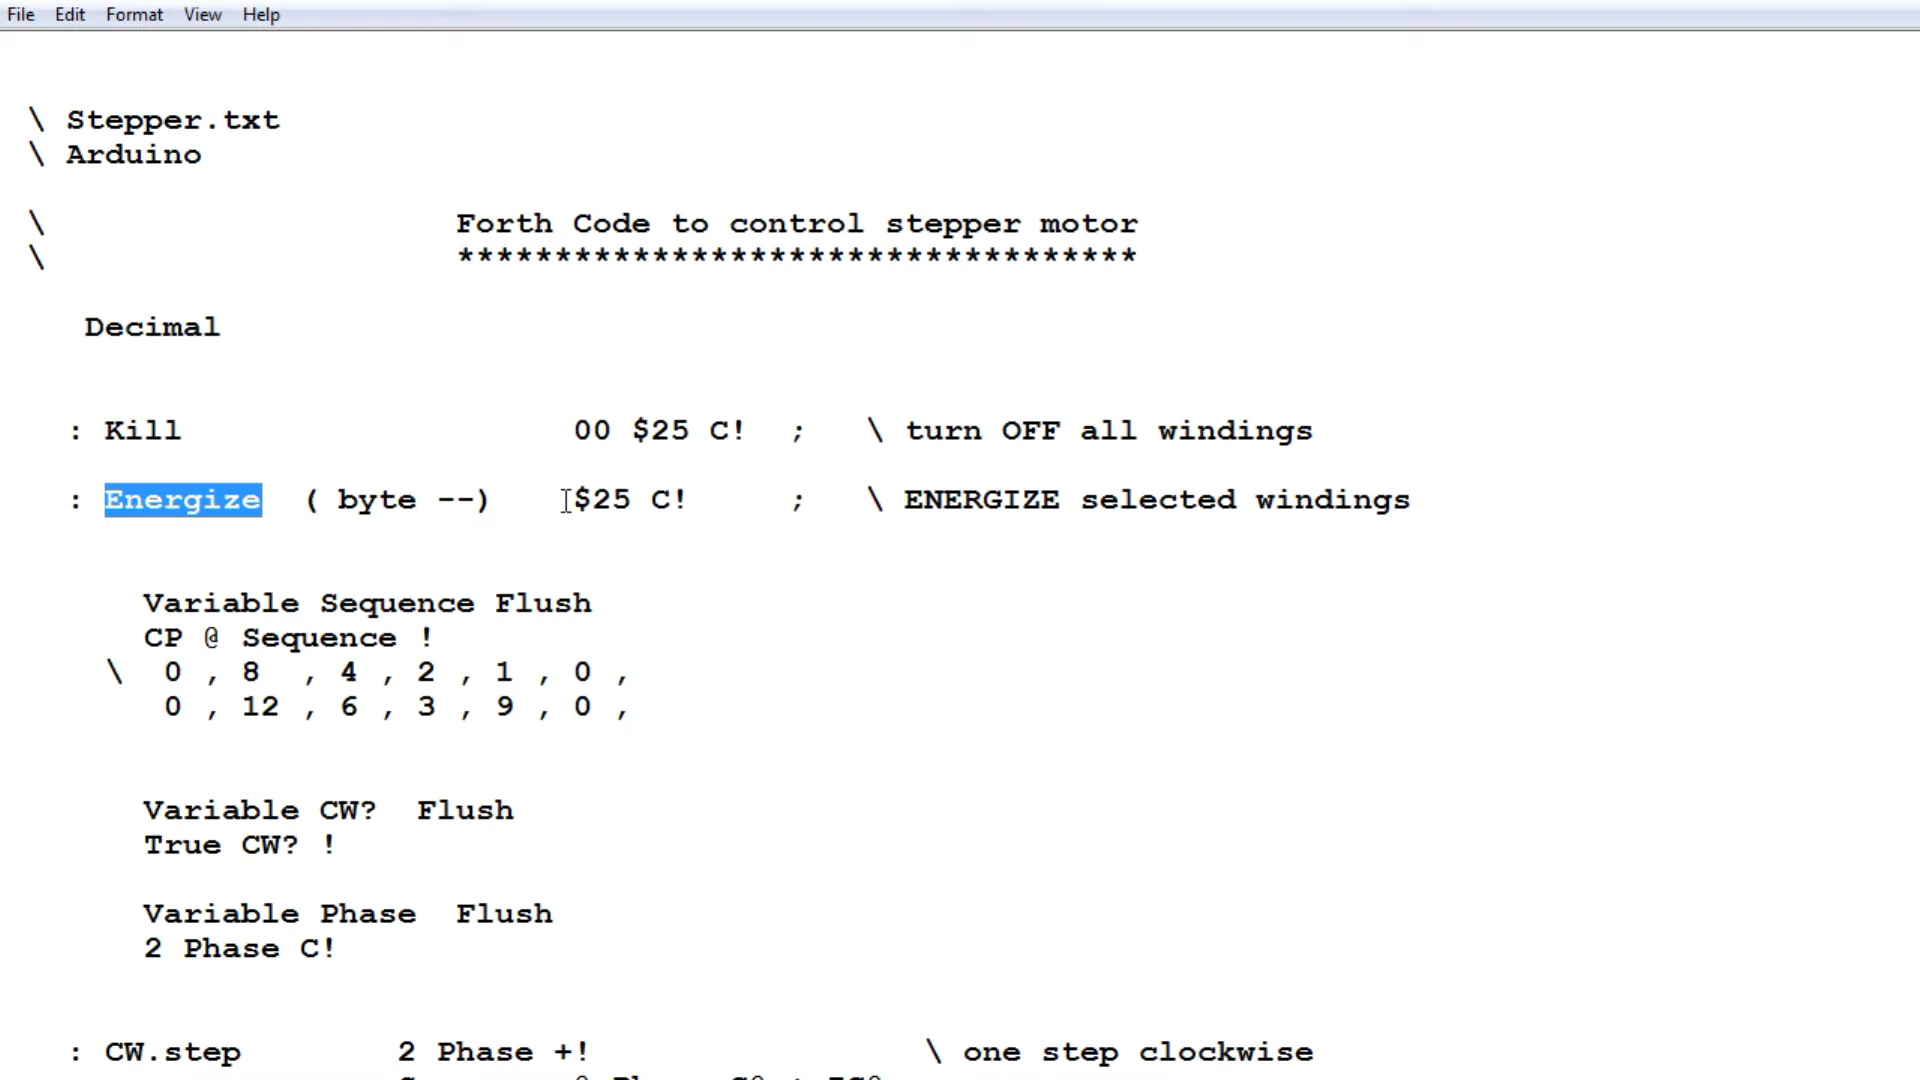 File Edit Format View Help
\ Stepper.txt
\ Arduino
\ Forth Code to control stepper motor
\ ***********************************
Decimal
: Kill 00 $25 C! ; \ turn OFF all windings
: Energize ( byte --) $25 C! ; \ ENERGIZE selected windings
Variable Sequence Flush
CP @ Sequence !
\ 0 , 8 , 4 , 2 , 1 , 0 ,
0 , 12 , 6 , 3 , 9 , 0 ,
Variable CW? Flush
True CW? !
Variable Phase Flush
2 Phase C!
: CW.step 2 Phase +! \ one step clockwise